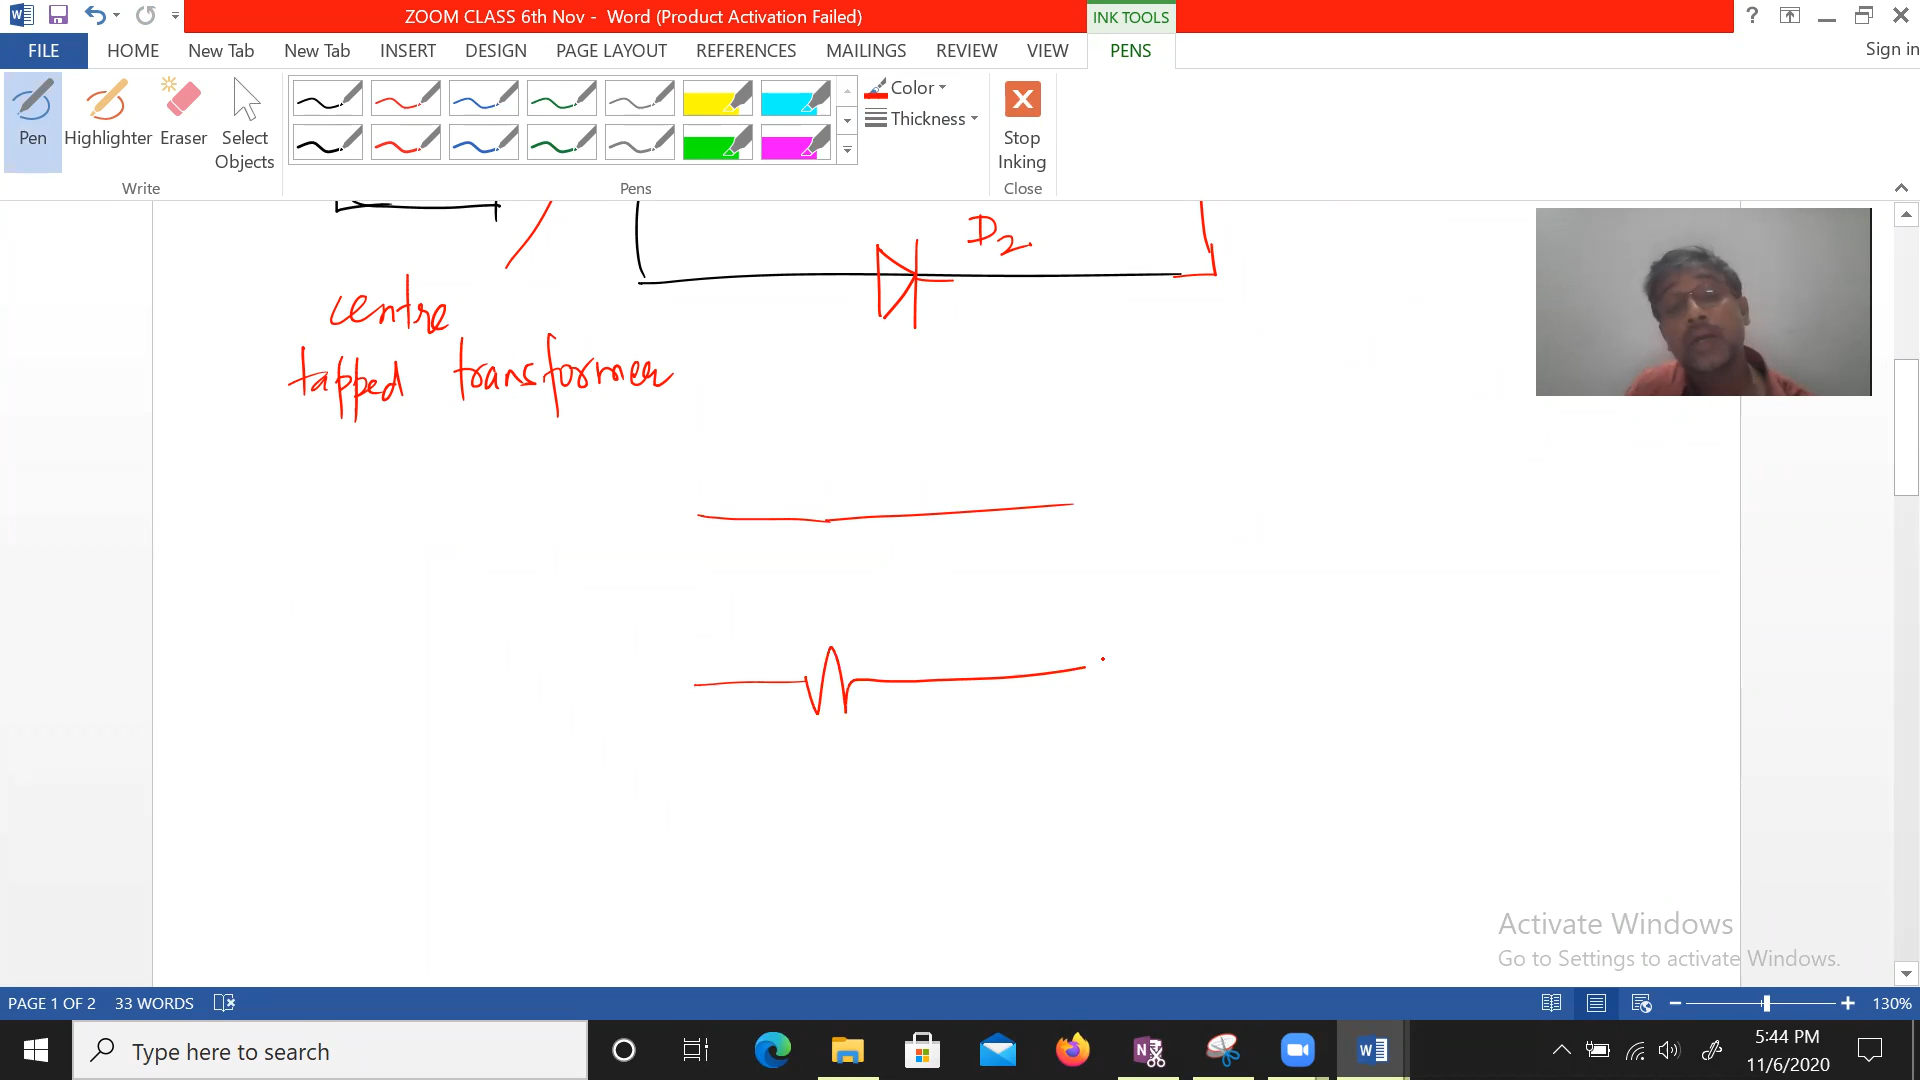 ZOOM CLASS 6th Nov - Word (Product Activation Failed)
INK TOOLS
?
FILE HOME New Tab New Tab INSERT DESIGN PAGE LAYOUT REFERENCES MAILINGS REVIEW VIEW PENS
Sign in
Pen
Highlighter
Eraser
Select
Objects
Color
Thickness
Stop
Inking
Write
Pens
Close
D2
centre
tapped transformer
Activate Windows
Go to Settings to activate Windows.
PAGE 1 OF 2 33 WORDS
130%
Type here to search
5:44 PM
11/6/2020